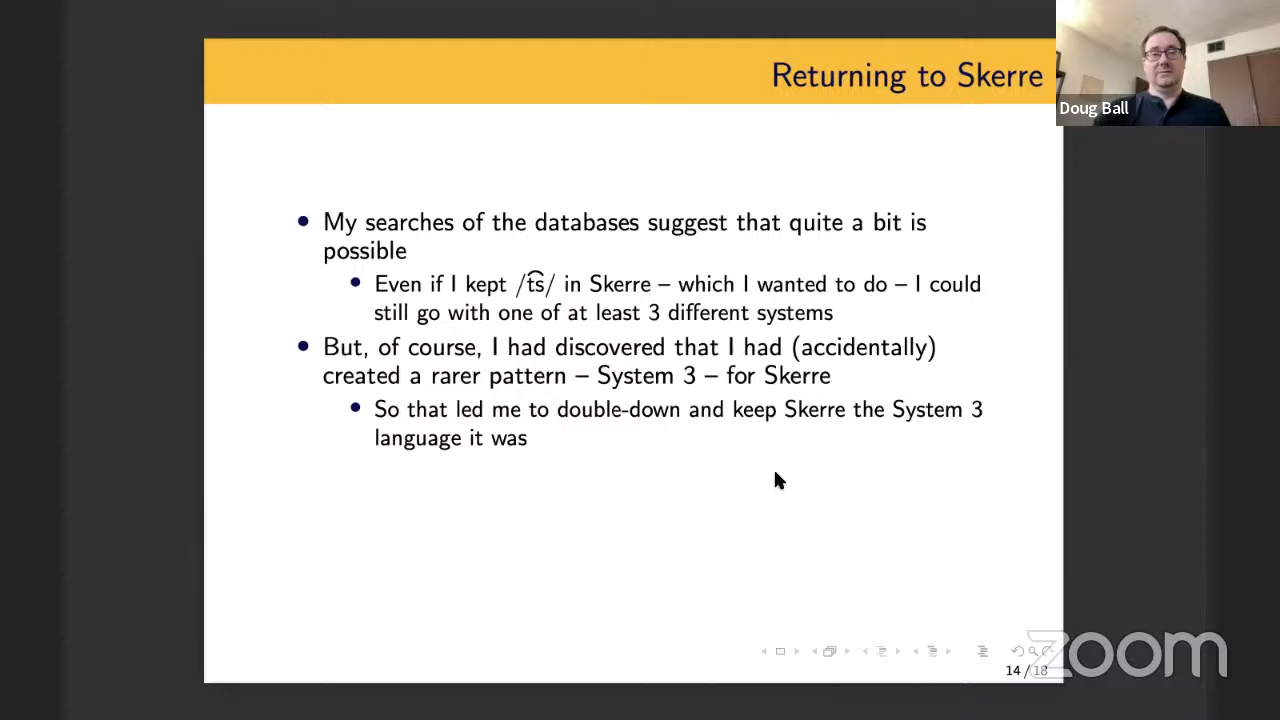 Returning to Skerre
Doug Ball
• My searches of the databases suggest that quite a bit is
possible
• Even if I kept /t͡s/ in Skerre – which I wanted to do – I could
still go with one of at least 3 different systems
• But, of course, I had discovered that I had (accidentally)
created a rarer pattern – System 3 – for Skerre
• So that led me to double-down and keep Skerre the System 3
language it was
14 / 18
zoom